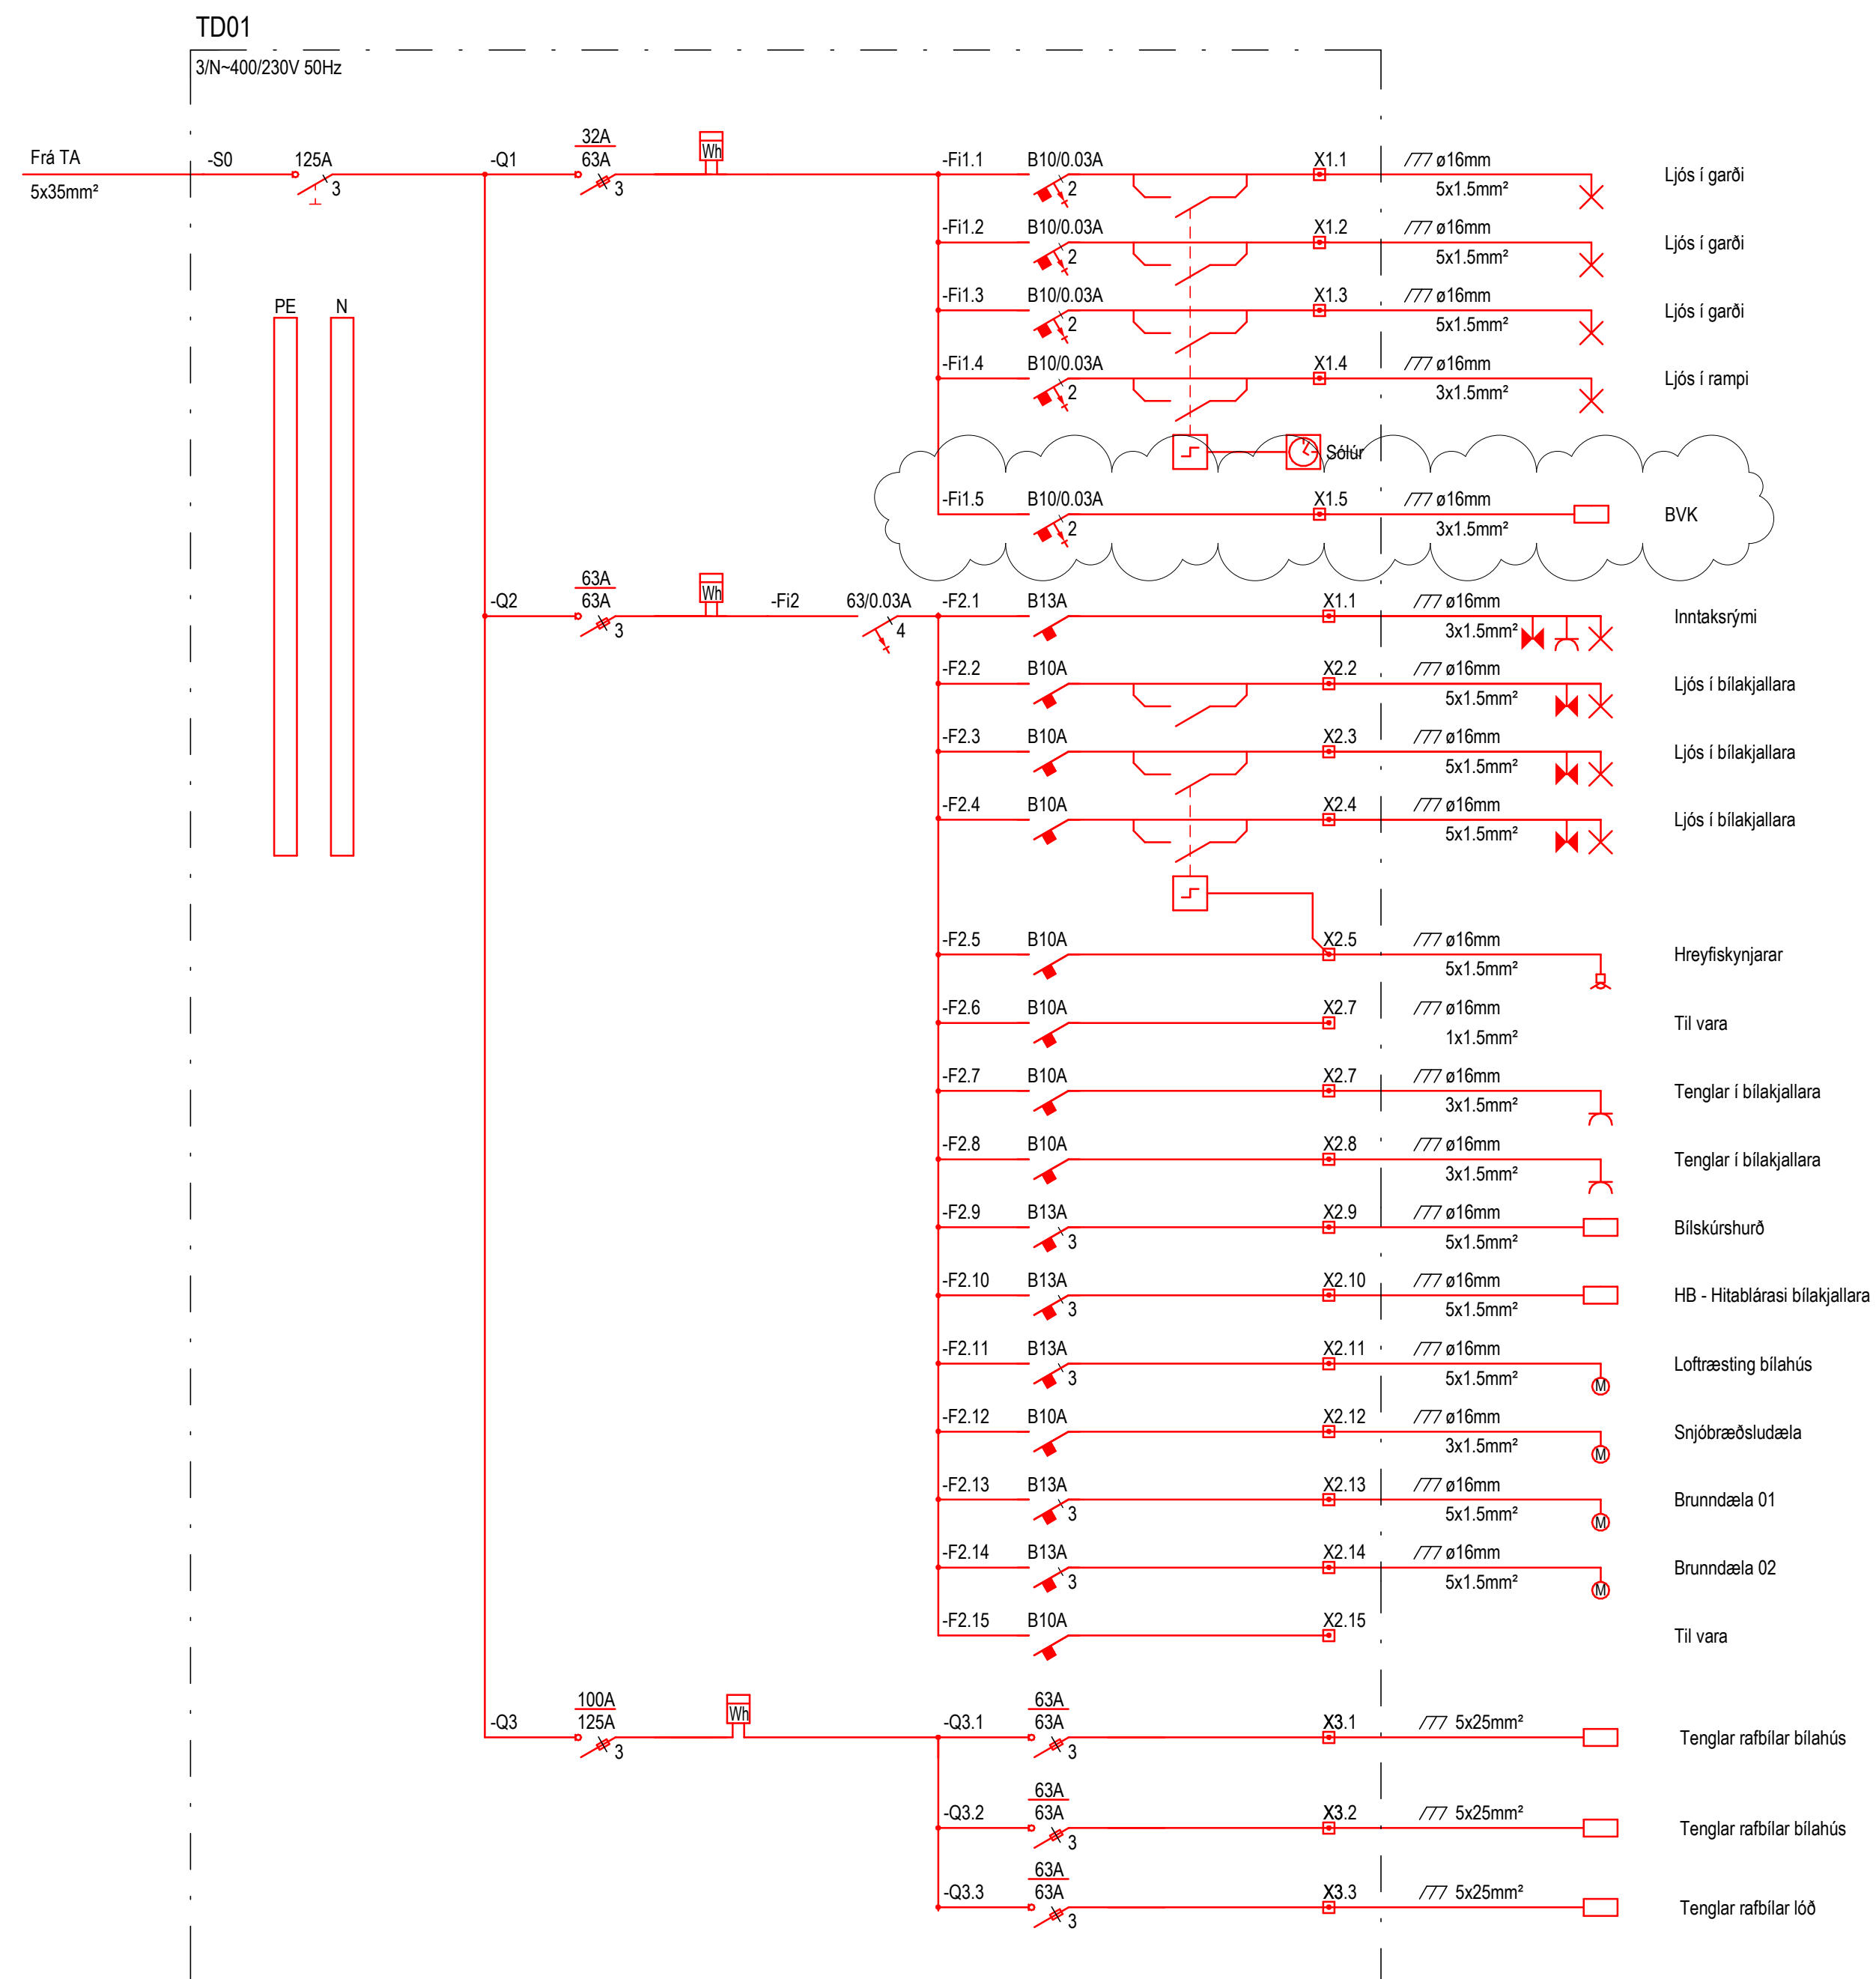 TD01
3/N~400/230V 50Hz
Frá TA
5x35mm²
-S0 125A 3
-Q1 32A 63A 3 Wh
-Fi1.1 B10/0.03A 2 X1.1 ø16mm 5x1.5mm² Ljós í garði
-Fi1.2 B10/0.03A 2 X1.2 ø16mm 5x1.5mm² Ljós í garði
-Fi1.3 B10/0.03A 2 X1.3 ø16mm 5x1.5mm² Ljós í garði
-Fi1.4 B10/0.03A 2 X1.4 ø16mm 3x1.5mm² Ljós í rampi
PE N
Sólúr
-Fi1.5 B10/0.03A 2 X1.5 ø16mm 3x1.5mm² BVK
-Q2 63A 63A 3 Wh -Fi2 63/0.03A 4
-F2.1 B13A X1.1 ø16mm 3x1.5mm² Inntaksrými
-F2.2 B10A X2.2 ø16mm 5x1.5mm² Ljós í bílakjallara
-F2.3 B10A X2.3 ø16mm 5x1.5mm² Ljós í bílakjallara
-F2.4 B10A X2.4 ø16mm 5x1.5mm² Ljós í bílakjallara
-F2.5 B10A X2.5 ø16mm 5x1.5mm² Hreyfiskynjarar
-F2.6 B10A X2.7 ø16mm 1x1.5mm² Til vara
-F2.7 B10A X2.7 ø16mm 3x1.5mm² Tenglar í bílakjallara
-F2.8 B10A X2.8 ø16mm 3x1.5mm² Tenglar í bílakjallara
-F2.9 B13A 3 X2.9 ø16mm 5x1.5mm² Bílskúrshurð
-F2.10 B13A 3 X2.10 ø16mm 5x1.5mm² HB - Hitablárasi bílakjallara
-F2.11 B13A 3 X2.11 ø16mm 5x1.5mm² M Loftræsting bílahús
-F2.12 B10A X2.12 ø16mm 3x1.5mm² M Snjóbræðsludæla
-F2.13 B13A 3 X2.13 ø16mm 5x1.5mm² M Brunndæla 01
-F2.14 B13A 3 X2.14 ø16mm 5x1.5mm² M Brunndæla 02
-F2.15 B10A X2.15 Til vara
-Q3 100A 125A 3 Wh
-Q3.1 63A 63A 3 X3.1 5x25mm² Tenglar rafbílar bílahús
-Q3.2 63A 63A 3 X3.2 5x25mm² Tenglar rafbílar bílahús
-Q3.3 63A 63A 3 X3.3 5x25mm² Tenglar rafbílar lóð